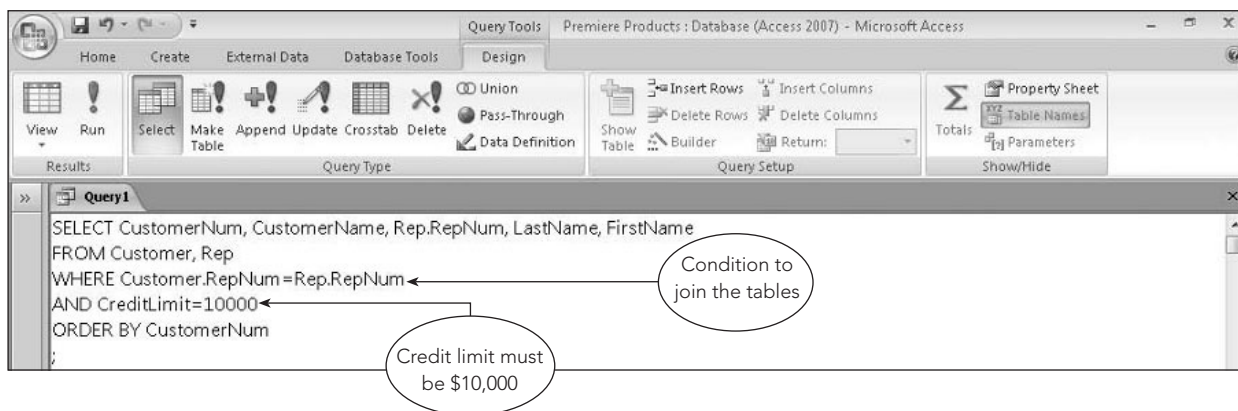 Query Tools
Premiere Products : Database (Access 2007) - Microsoft Access
Home Create External Data Database Tools Design
View
Run
Select
Make Table
Append
Update
Crosstab
Delete
Union
Pass-Through
Data Definition
Show Table
Insert Rows
Delete Rows
Builder
Insert Columns
Delete Columns
Return:
Totals
Property Sheet
Table Names
Parameters
Results
Query Type
Query Setup
Show/Hide
Query1
SELECT CustomerNum, CustomerName, Rep.RepNum, LastName, FirstName
FROM Customer, Rep
WHERE Customer.RepNum=Rep.RepNum
AND CreditLimit=10000
ORDER BY CustomerNum
;
Condition to
join the tables
Credit limit must
be $10,000